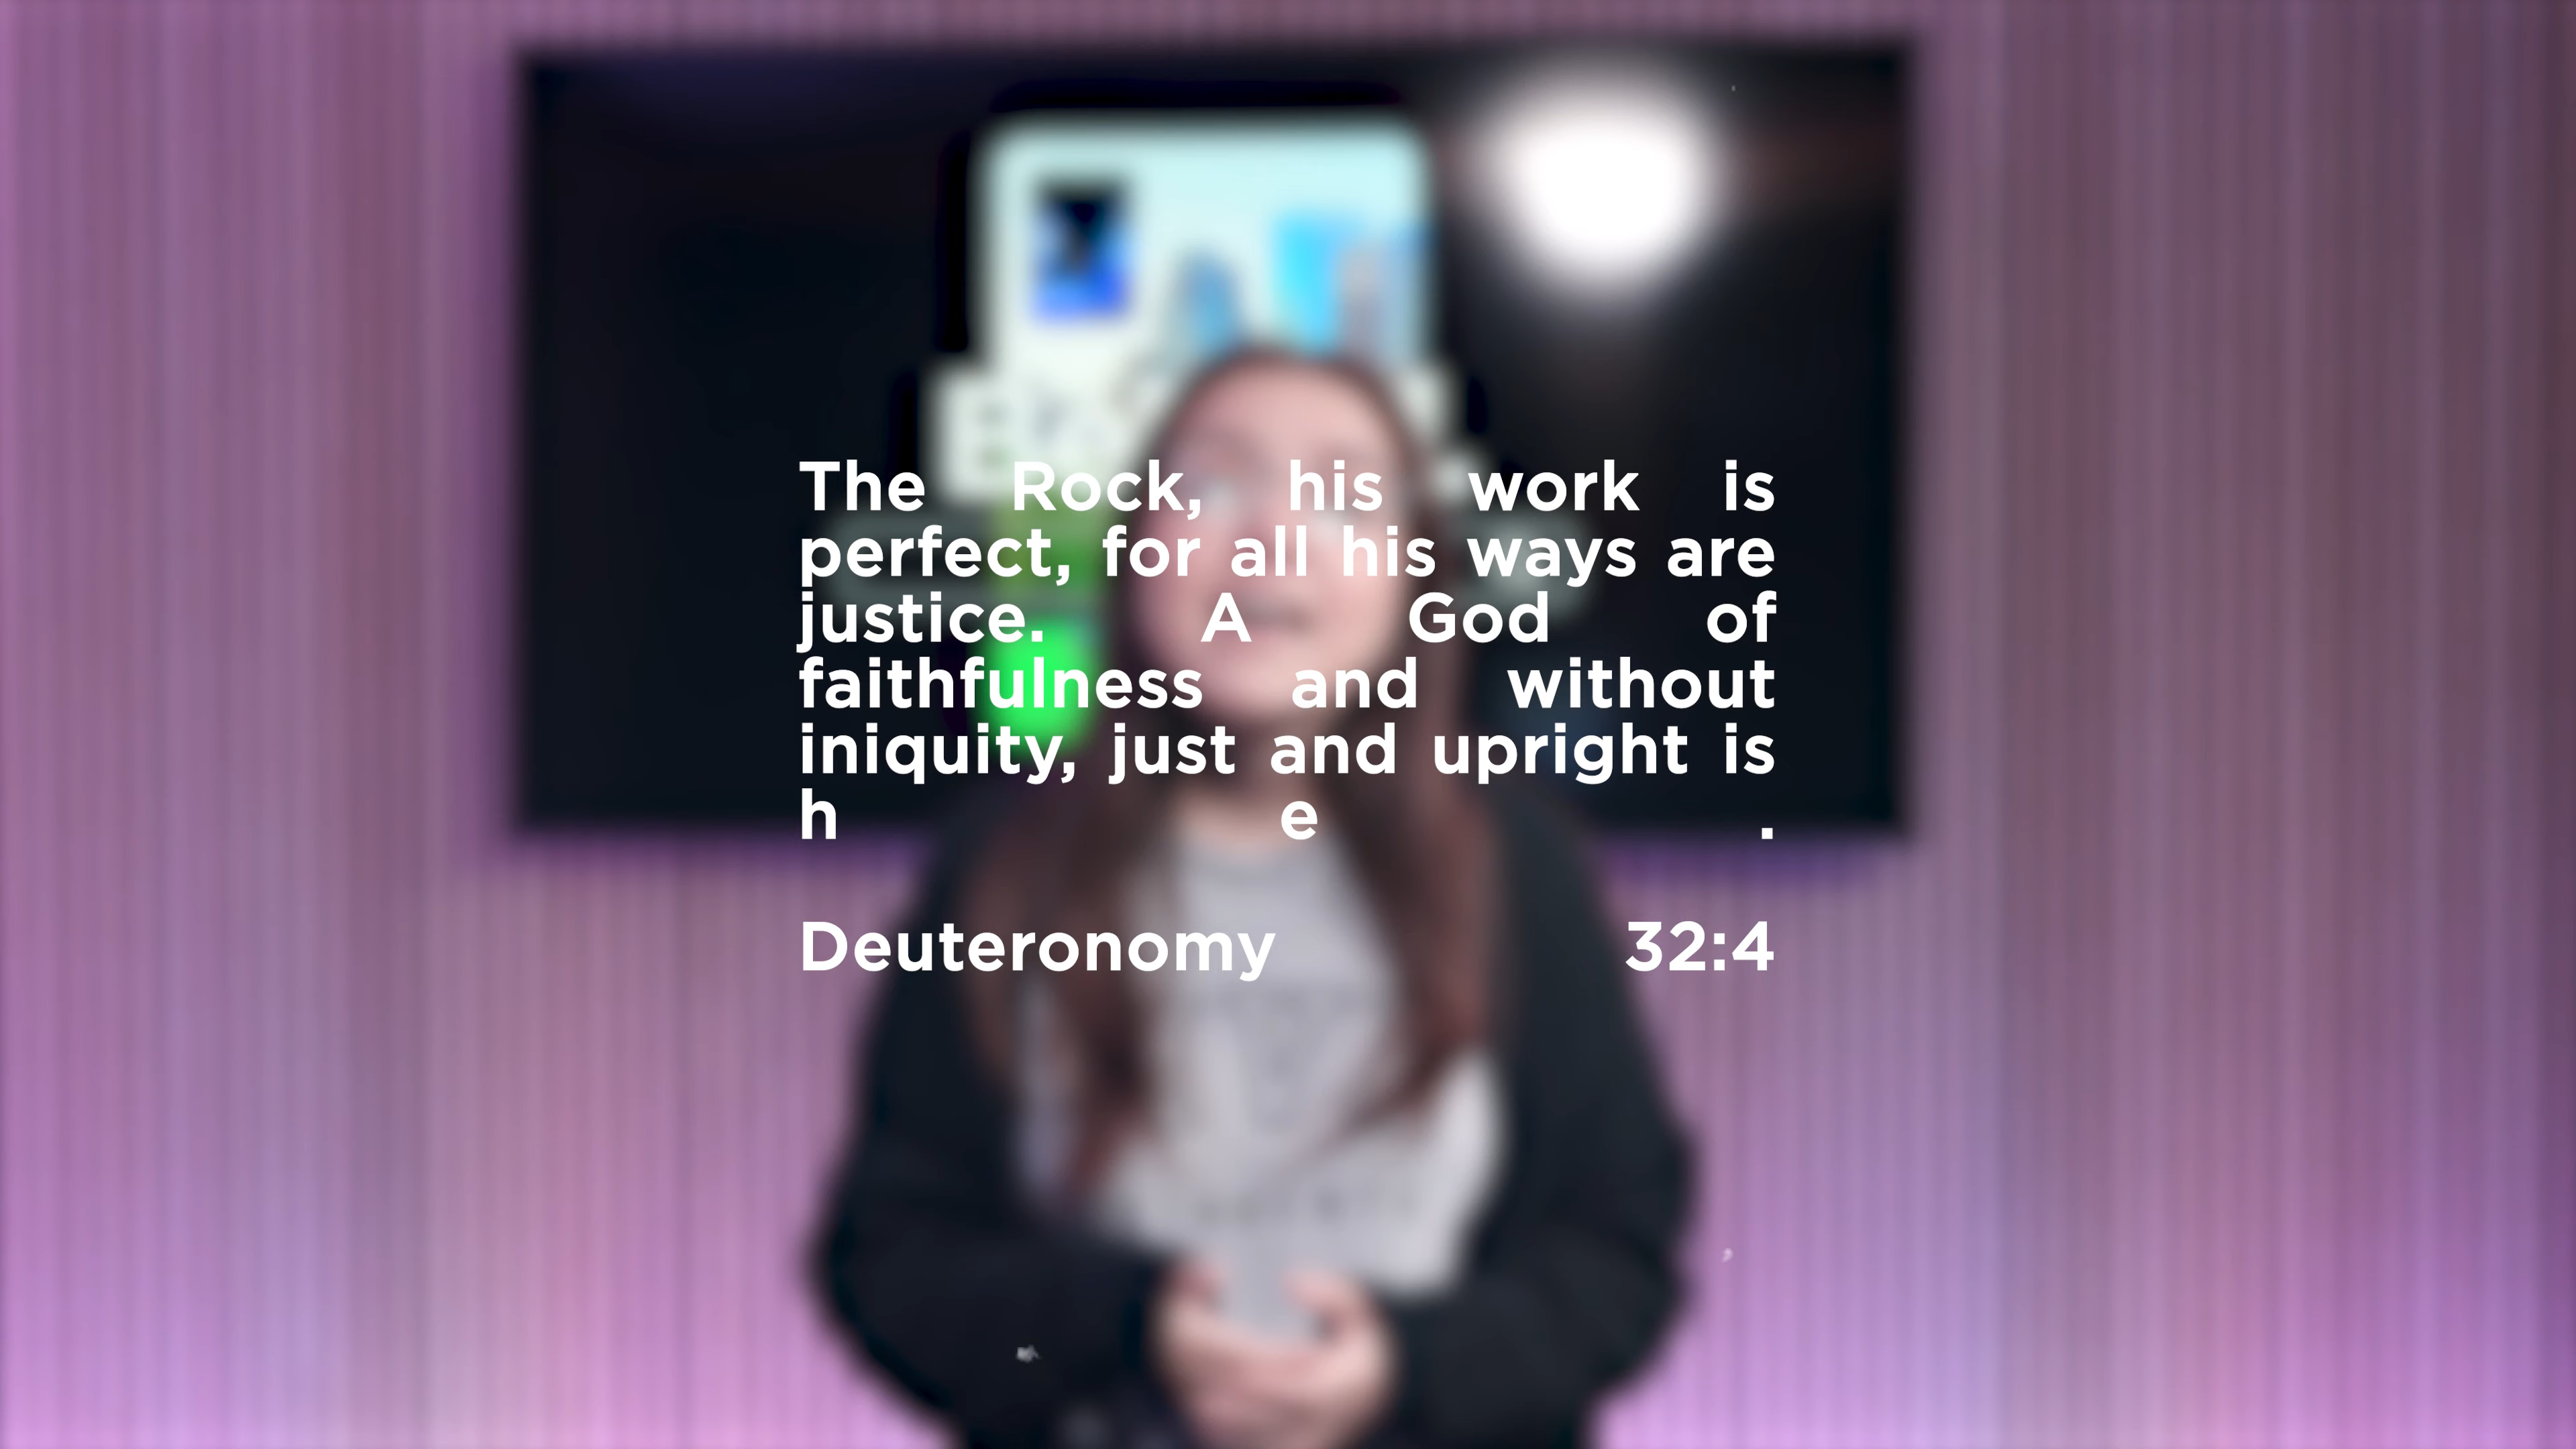 The Rock, his work is
perfect, for all his ways are
justice. A God of
faithfulness and without
iniquity, just and upright is
he.
Deuteronomy 32:4